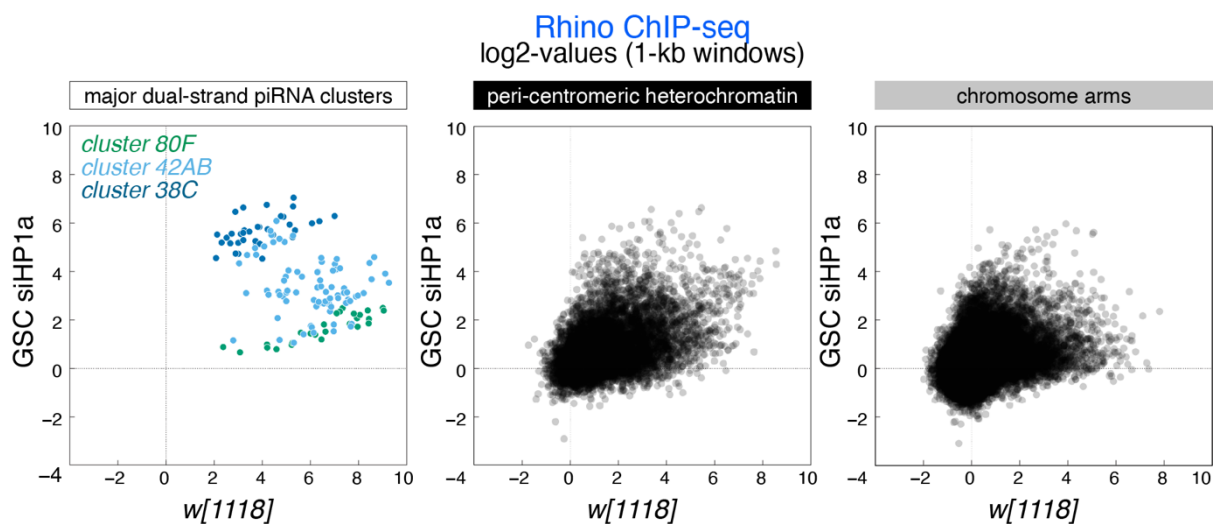 Rhino ChIP-seq
log2-values (1-kb windows)
major dual-strand piRNA clusters
peri-centromeric heterochromatin
chromosome arms
cluster 80F
cluster 42AB
cluster 38C
GSC siHP1a
10
8
6
4
2
0
−2
−4
−2 0 2 4 6 8 10
w[1118]
GSC siHP1a
10
8
6
4
2
0
−2
−4
−2 0 2 4 6 8 10
w[1118]
GSC siHP1a
10
8
6
4
2
0
−2
−4
−2 0 2 4 6 8 10
w[1118]